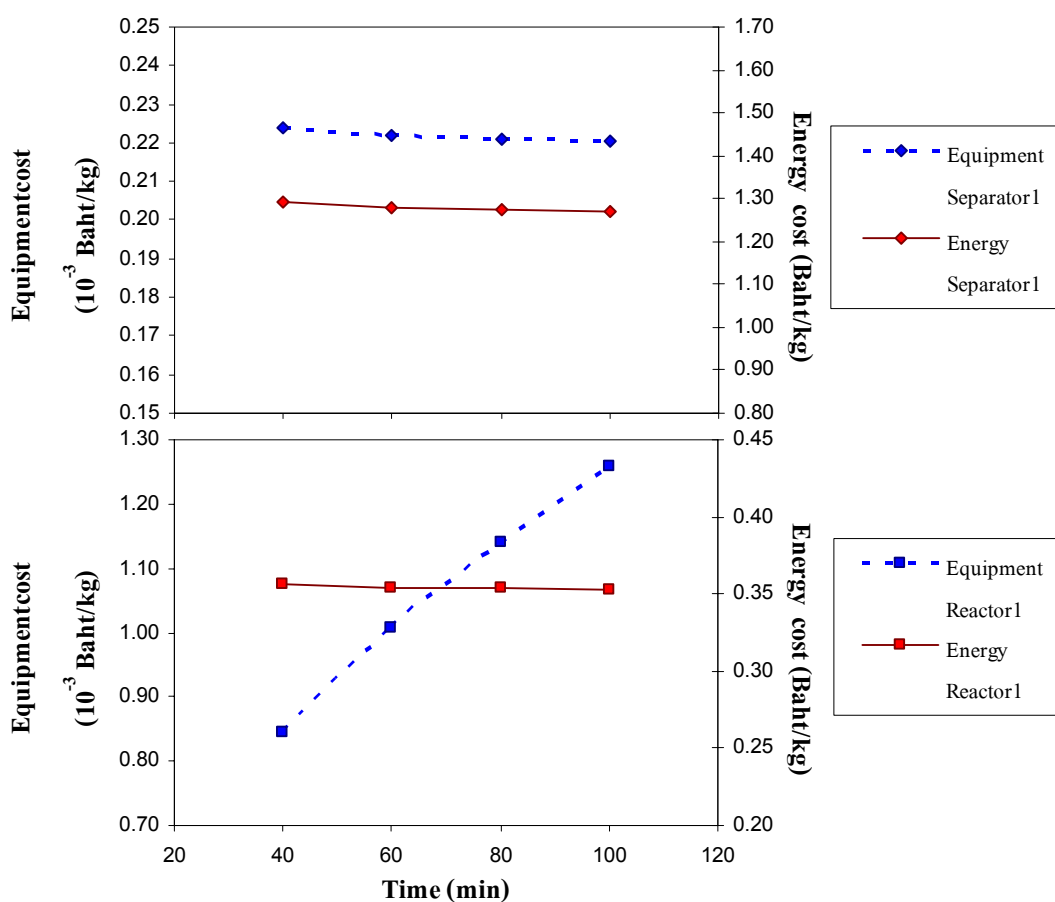 Equipmentcost
(10-3 Baht/kg)
0.25
0.24
0.23
0.22
0.21
0.20
0.19
0.18
0.17
0.16
0.15
1.70
1.60
1.50
1.40
1.30
1.20
1.10
1.00
0.90
0.80
Energy cost (Baht/kg)
Equipment
Separator1
Energy
Separator1
Equipmentcost
(10-3 Baht/kg)
1.30
1.20
1.10
1.00
0.90
0.80
0.70
0.45
0.40
0.35
0.30
0.25
0.20
Energy cost (Baht/kg)
Equipment
Reactor1
Energy
Reactor1
20 40 60 80 100 120
Time (min)